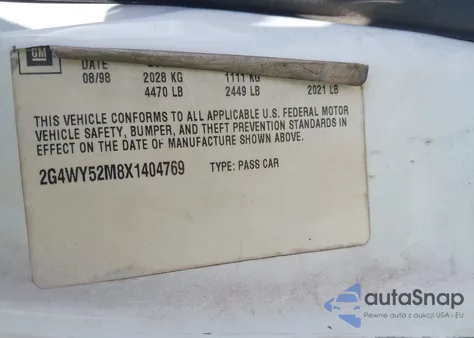 GM
DATE
08/98 2028 KG 1111 KG
4470 LB 2449 LB 2021 LB
THIS VEHICLE CONFORMS TO ALL APPLICABLE U.S. FEDERAL MOTOR
VEHICLE SAFETY, BUMPER, AND THEFT PREVENTION STANDARDS IN
EFFECT ON THE DATE OF MANUFACTURE SHOWN ABOVE.
2G4WY52M8X1404769 TYPE: PASS CAR
autoSnap
Pewne auta z aukcji USA i EU